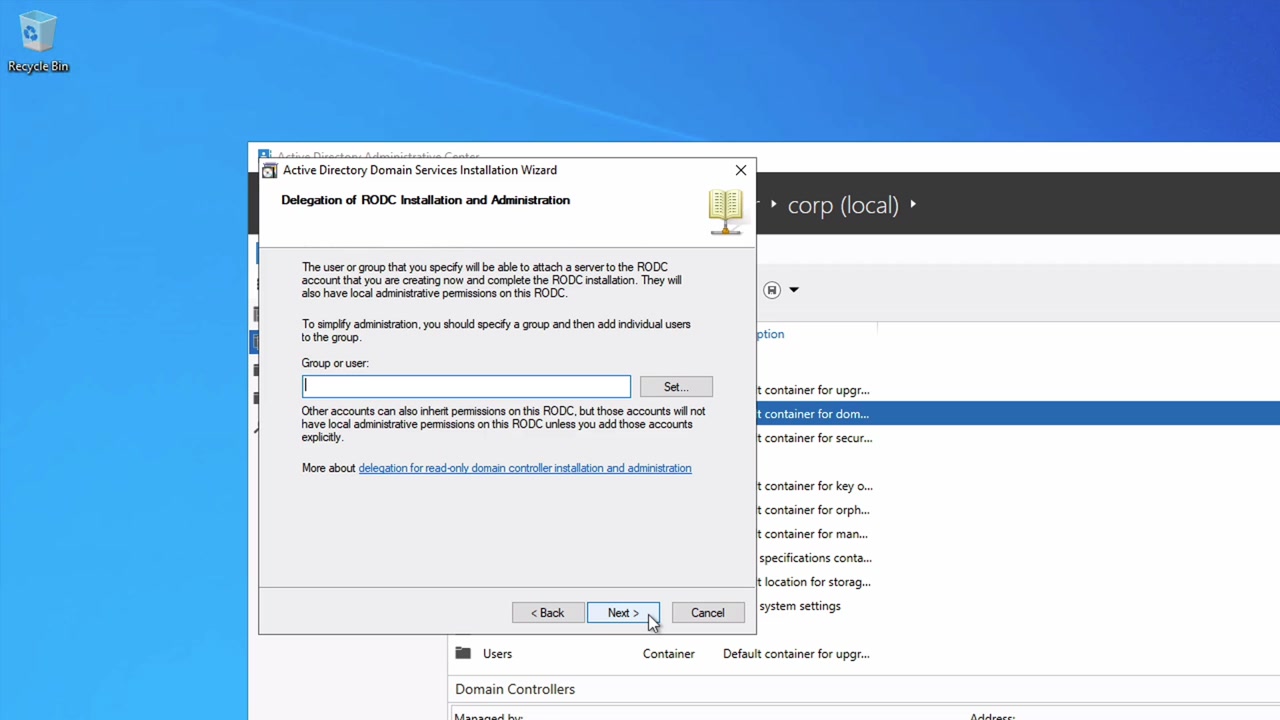 Recycle Bin
Active Directory Administrative Center
Active Directory Domain Services Installation Wizard
Delegation of RODC Installation and Administration
corp (local)
The user or group that you specify will be able to attach a server to the RODC
account that you are creating now and complete the RODC installation. They will
also have local administrative permissions on this RODC.
To simplify administration, you should specify a group and then add individual users
to the group.
Group or user:
Set...
Other accounts can also inherit permissions on this RODC, but those accounts will not
have local administrative permissions on this RODC unless you add those accounts
explicitly.
More about delegation for read-only domain controller installation and administration
< Back
Next >
Cancel
ption
t container for upgr...
t container for dom...
t container for secur...
t container for key o...
t container for orph...
t container for man...
specifications conta...
t location for storag...
system settings
Users Container Default container for upgr...
Domain Controllers
Managed by: Address: